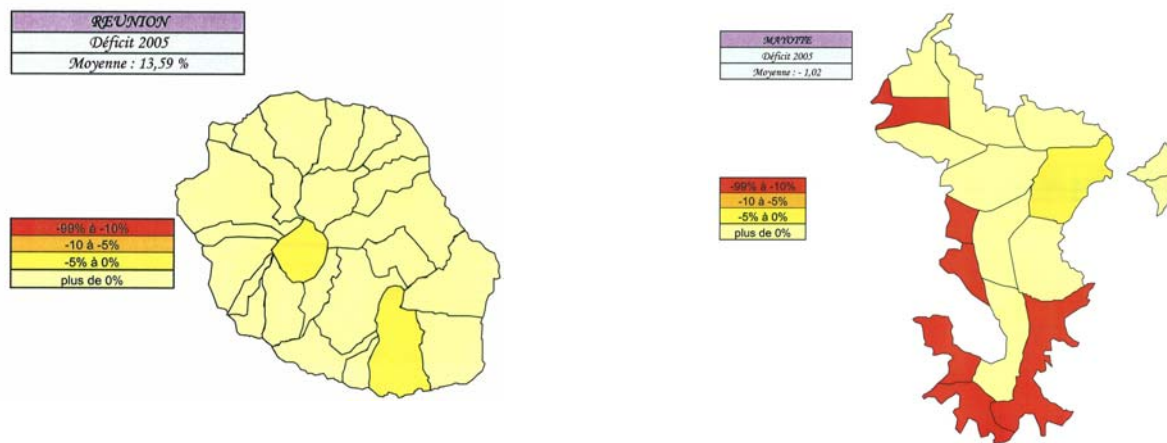 REUNION
Déficit 2005
Moyenne : 13,59 %
-99% à -10%
-10 à -5%
-5% à 0%
plus de 0%
MAYOTTE
Déficit 2005
Moyenne : - 1,02
-99% à -10%
-10 à -5%
-5% à 0%
plus de 0%